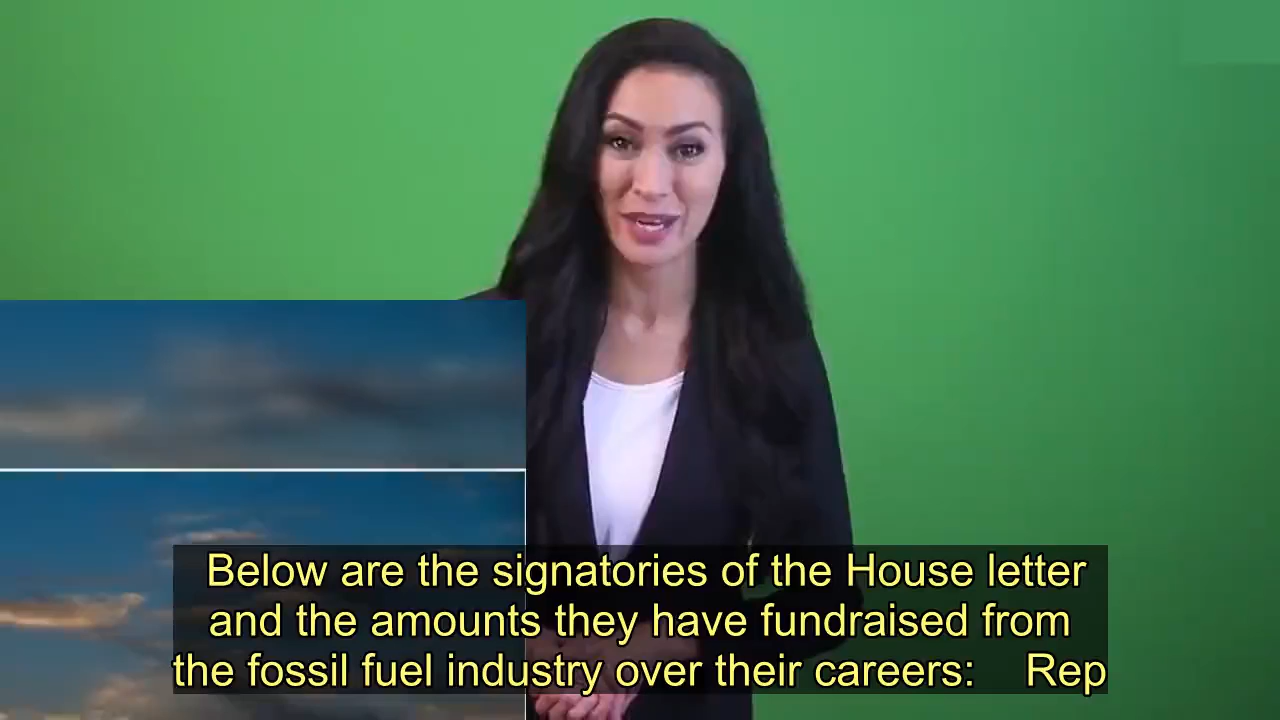 Below are the signatories of the House letter
and the amounts they have fundraised from
the fossil fuel industry over their careers: Rep